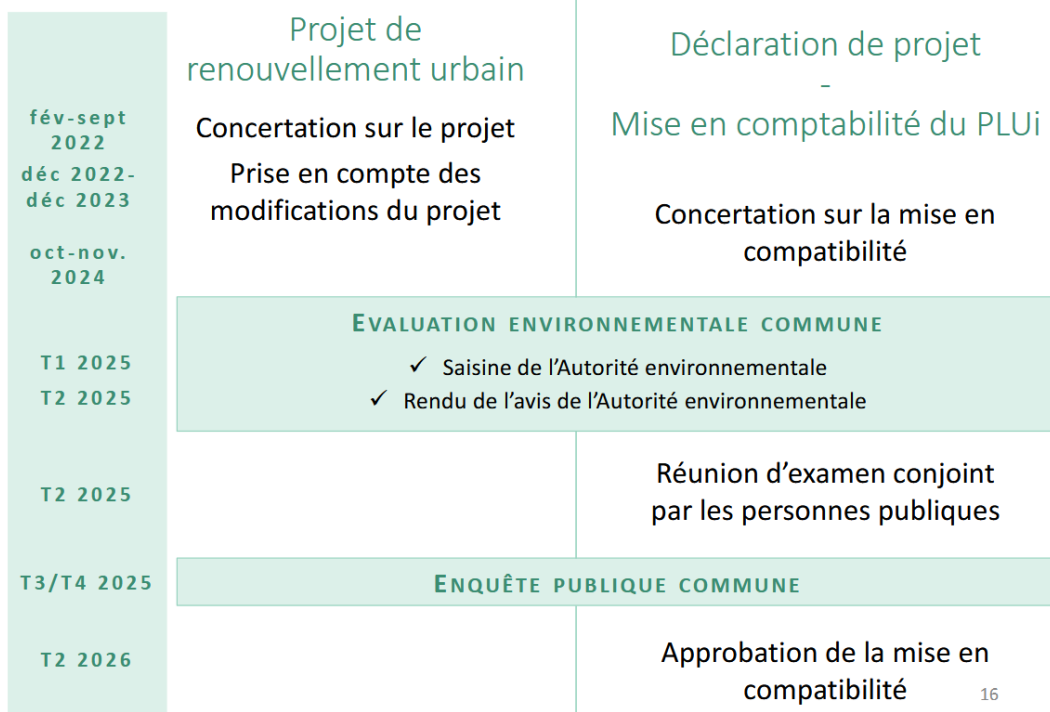 Projet de
renouvellement urbain
Déclaration de projet
-
Mise en comptabilité du PLUi
fév-sept
2022
Concertation sur le projet
déc 2022-
déc 2023
Prise en compte des
modifications du projet
oct-nov.
2024
Concertation sur la mise en
compatibilité
EVALUATION ENVIRONNEMENTALE COMMUNE
T1 2025
✓ Saisine de l’Autorité environnementale
T2 2025
✓ Rendu de l’avis de l’Autorité environnementale
T2 2025
Réunion d’examen conjoint
par les personnes publiques
T3/T4 2025
ENQUÊTE PUBLIQUE COMMUNE
T2 2026
Approbation de la mise en
compatibilité
16